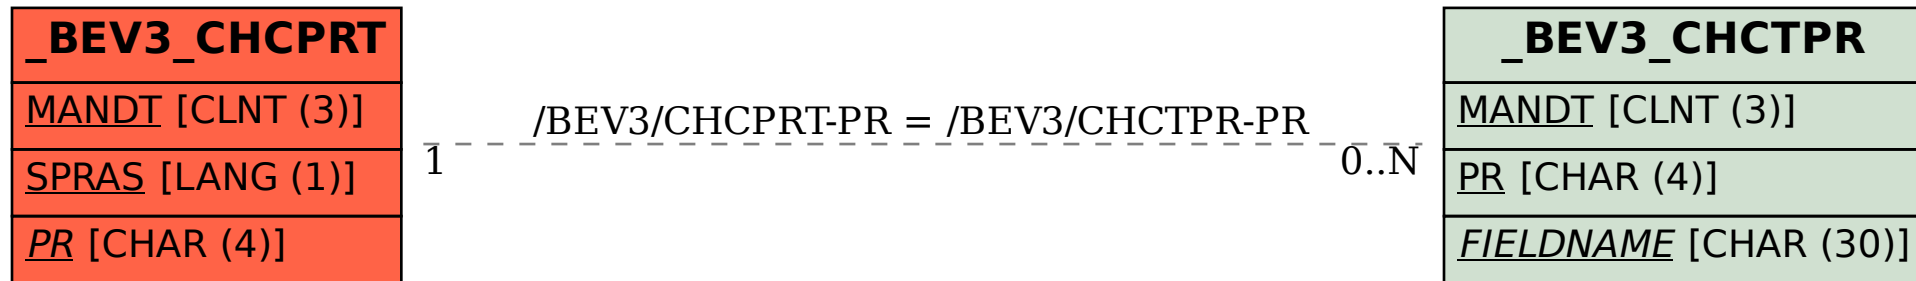 _BEV3_CHCPRT
MANDT [CLNT (3)]
SPRAS [LANG (1)]
PR [CHAR (4)]
/BEV3/CHCPRT-PR = /BEV3/CHCTPR-PR
1
0..N
_BEV3_CHCTPR
MANDT [CLNT (3)]
PR [CHAR (4)]
FIELDNAME [CHAR (30)]